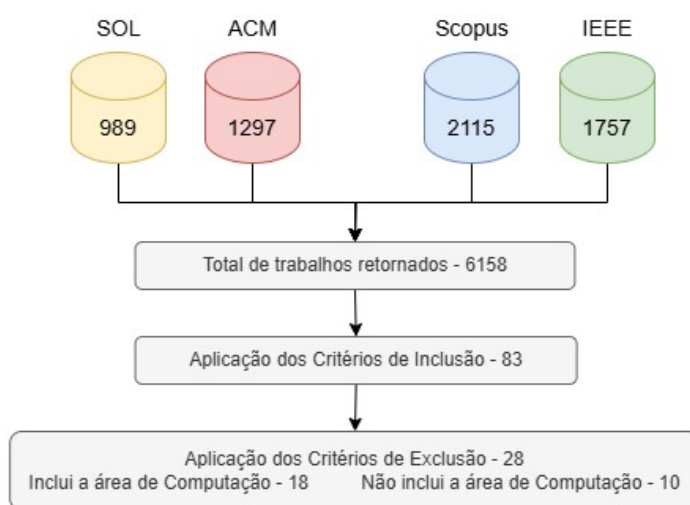 SOL ACM Scopus IEEE
989 1297 2115 1757
Total de trabalhos retornados - 6158
Aplicação dos Critérios de Inclusão - 83
Aplicação dos Critérios de Exclusão - 28
Inclui a área de Computação - 18 Não inclui a área de Computação - 10